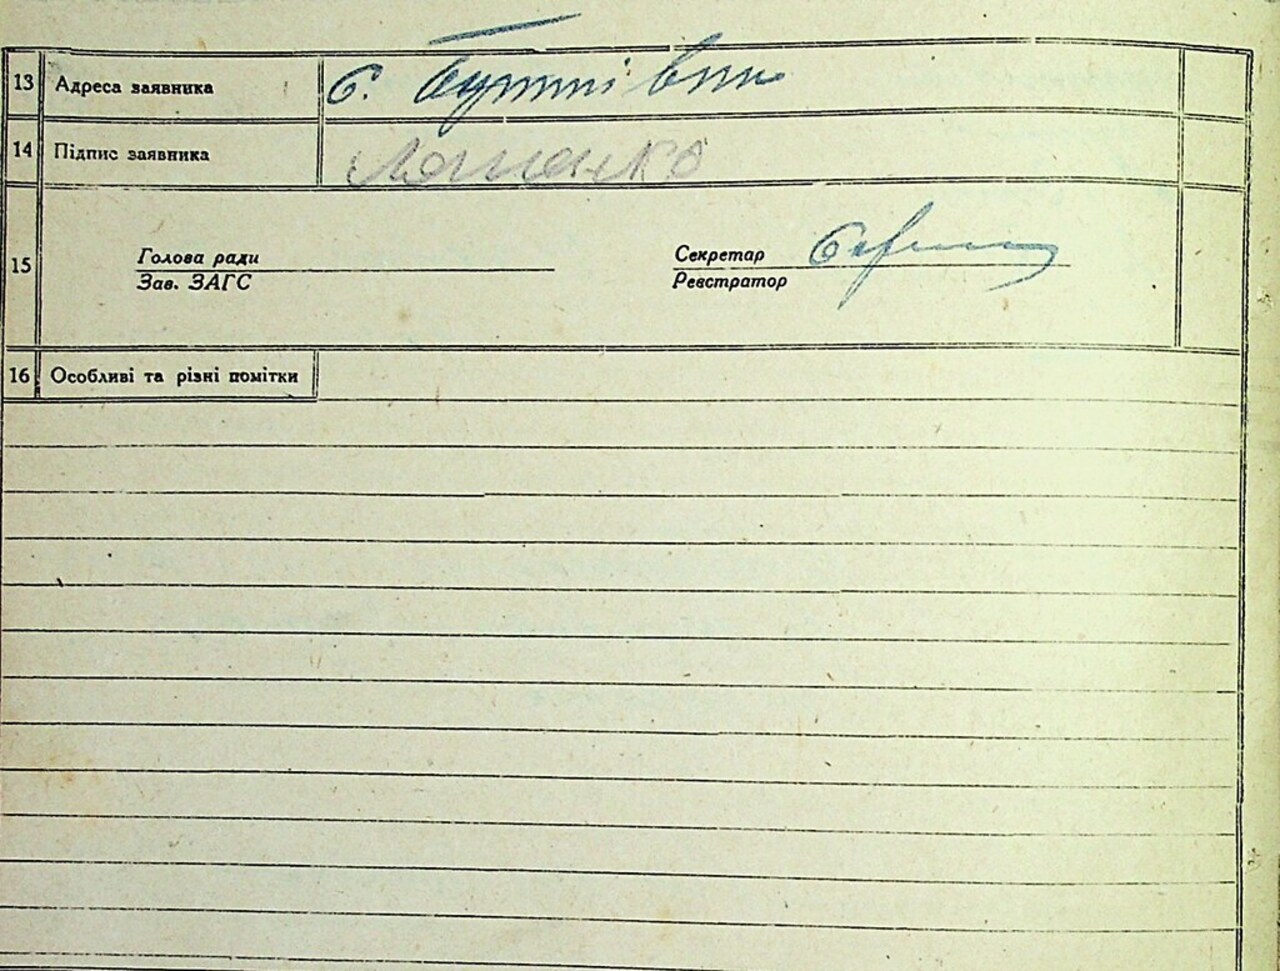 13 Адреса заявника с.
14 Підпис заявника
15 Голова ради Секретар
Зав. ЗАГС Реєстратор
16 Особливі та різні помітки